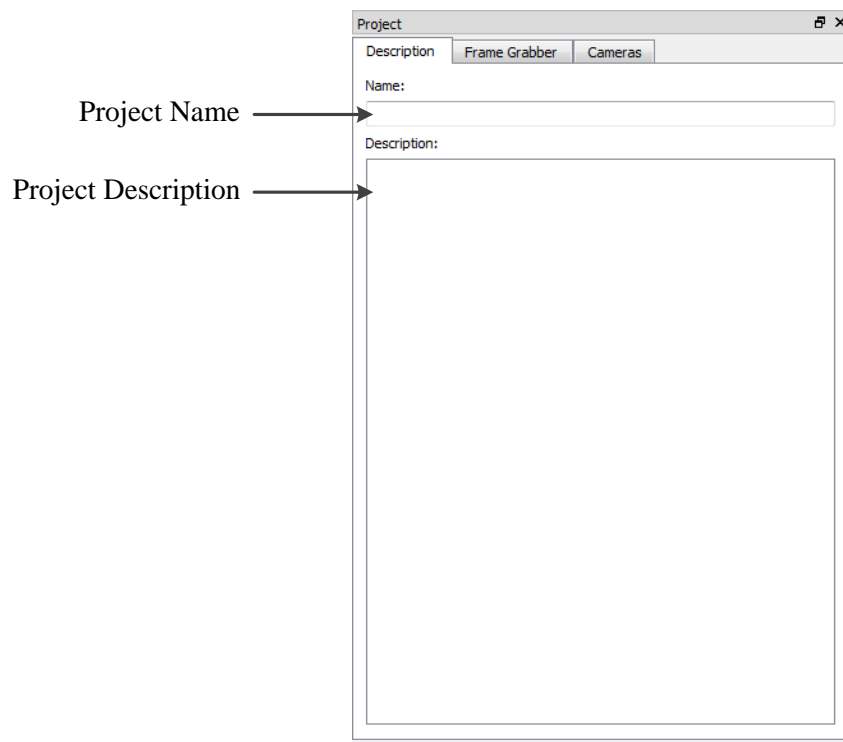 Project
Description Frame Grabber Cameras
Name:
Project Name
Description:
Project Description